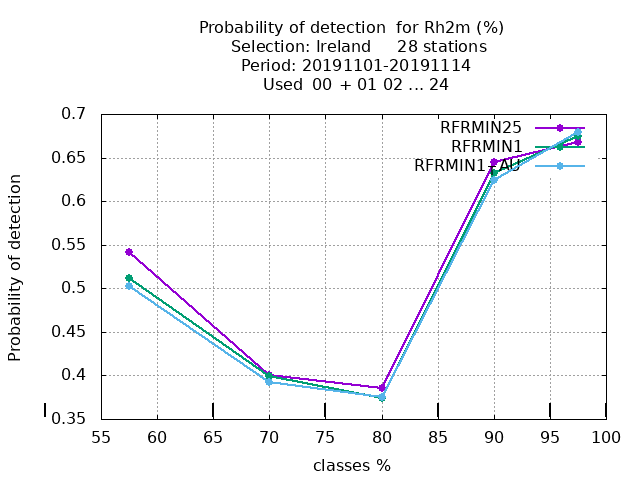 Probability of detection for Rh2m (%)
Selection: Ireland 28 stations
Period: 20191101-20191114
Used 00 + 01 02 ... 24
0.7
0.65
0.6
0.55
0.5
0.45
0.4
0.35
Probability of detection
RFRMIN25
RFRMIN1
RFRMIN1+AU
55 60 65 70 75 80 85 90 95 100
classes %